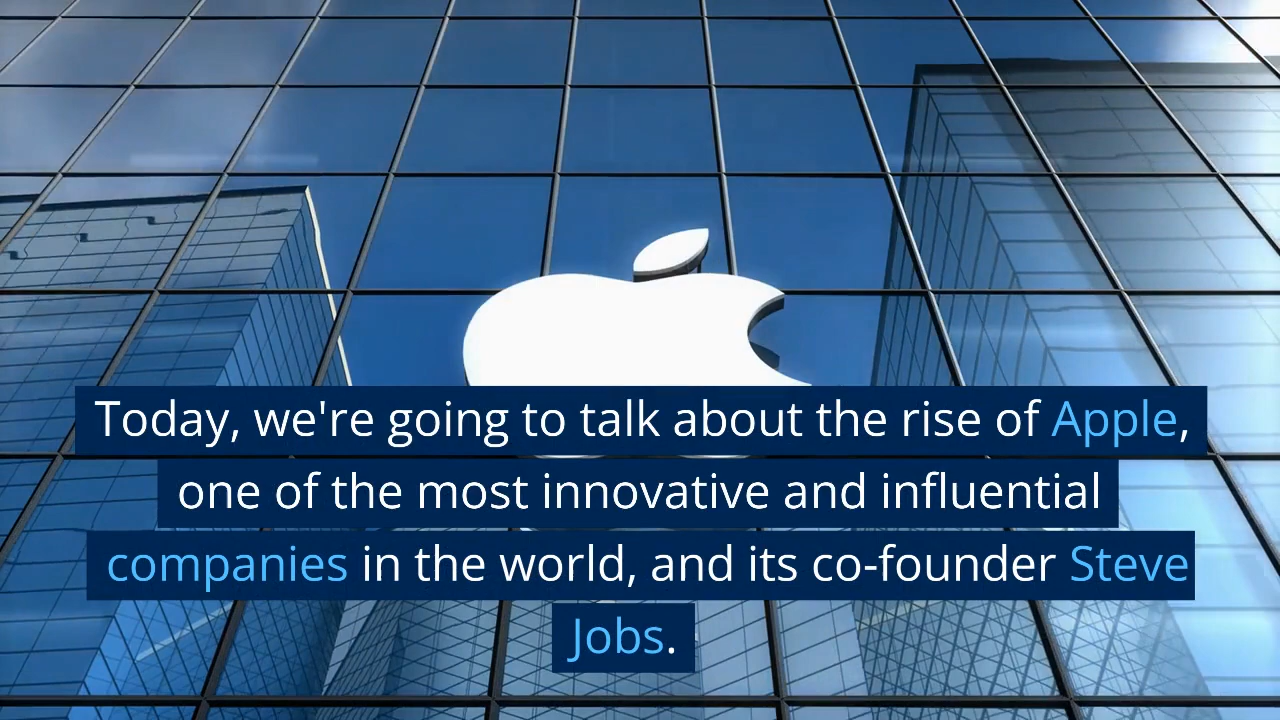 Today, we're going to talk about the rise of Apple,
one of the most innovative and influential
companies in the world, and its co-founder Steve
Jobs.